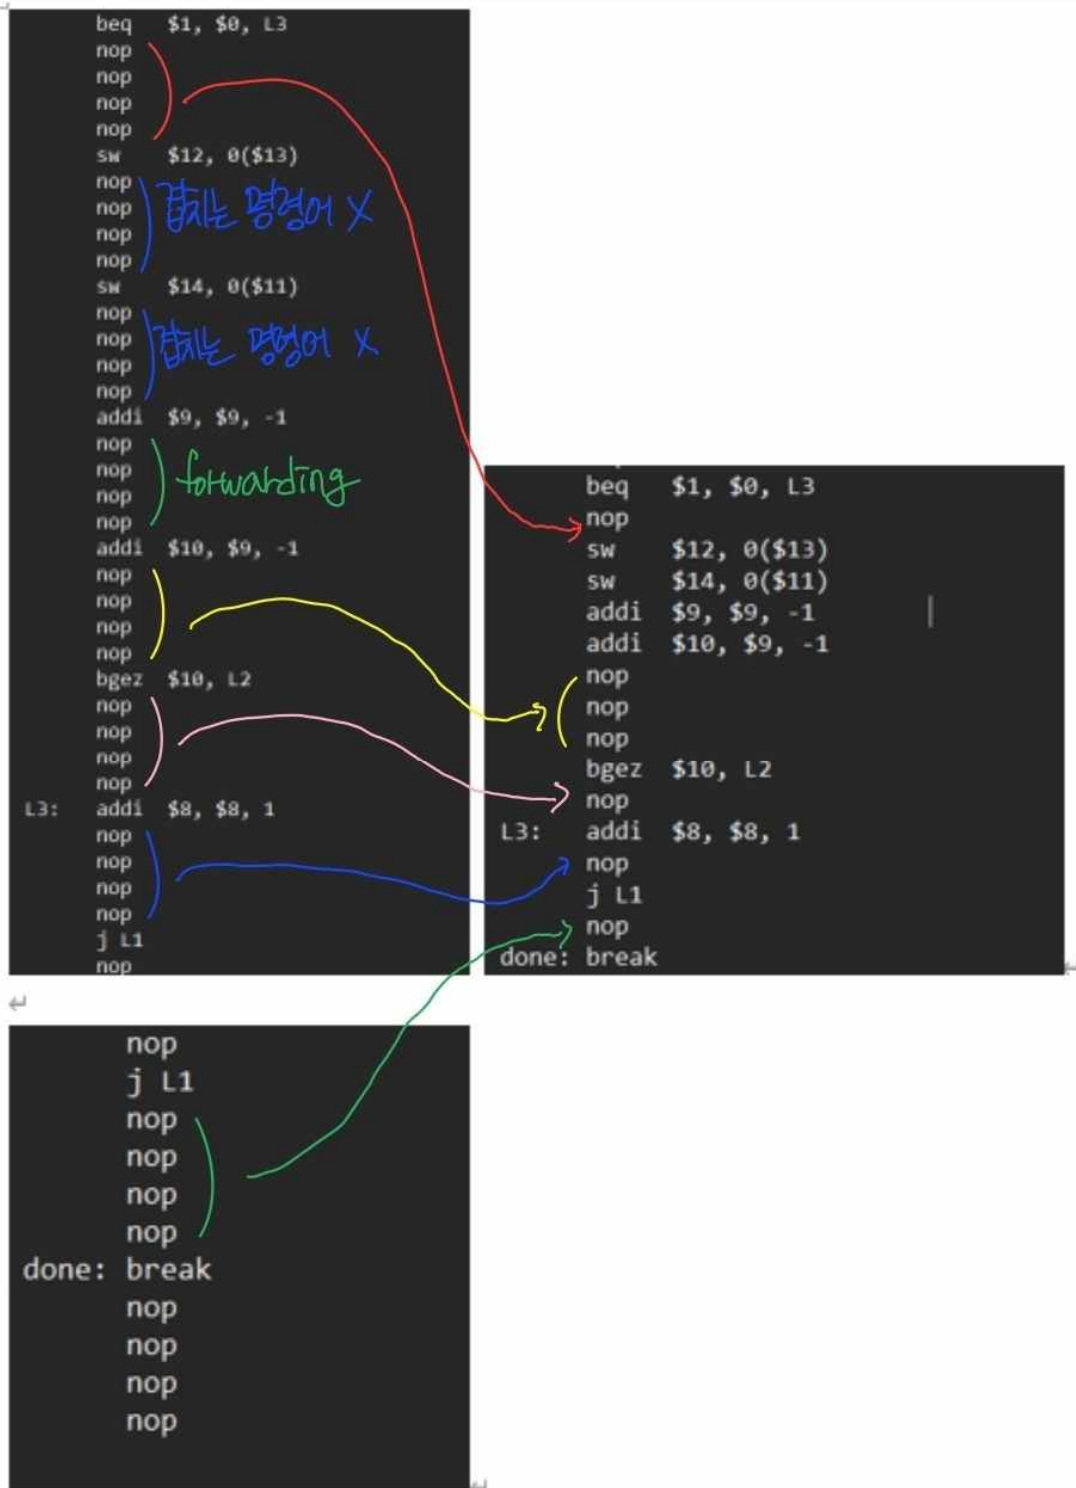 beq $1, $0, L3
nop
nop
nop
nop
sw $12, 0($13)
nop
nop 겹치는 명령어 X
nop
nop
sw $14, 0($11)
nop
nop 겹치는 명령어 X
nop
nop
addi $9, $9, -1
nop
nop forwarding
nop
nop
addi $10, $9, -1
nop
nop
nop
nop
bgez $10, L2
nop
nop
nop
nop
L3: addi $8, $8, 1
nop
nop
nop
nop
j L1
nop
beq $1, $0, L3
nop
sw $12, 0($13)
sw $14, 0($11)
addi $9, $9, -1
addi $10, $9, -1
nop
nop
nop
bgez $10, L2
nop
L3: addi $8, $8, 1
nop
j L1
nop
done: break
nop
j L1
nop
nop
nop
nop
done: break
nop
nop
nop
nop